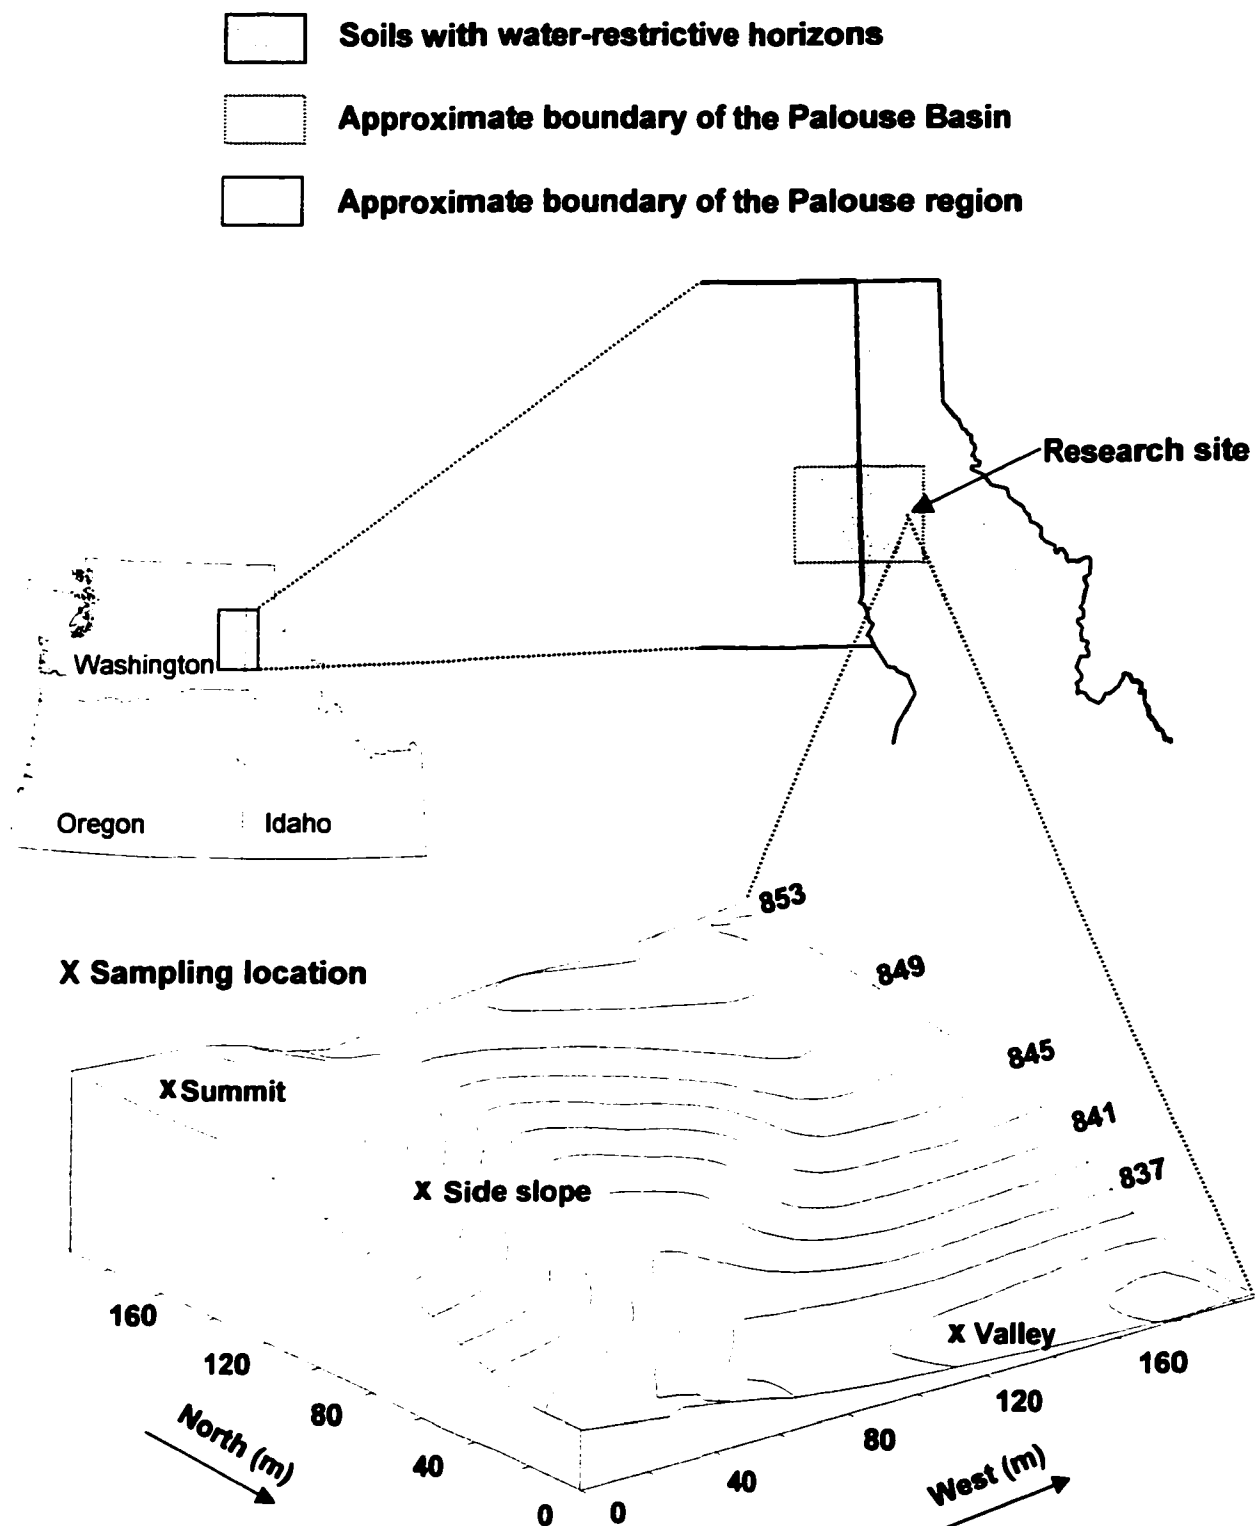 Soils with water-restrictive horizons
Approximate boundary of the Palouse Basin
Approximate boundary of the Palouse region
Research site
Washington
Oregon
Idaho
853
X Sampling location
849
845
X Summit
841
837
X Side slope
X Valley
160
120
80
40
0
North (m)
0
40
80
120
160
West (m)